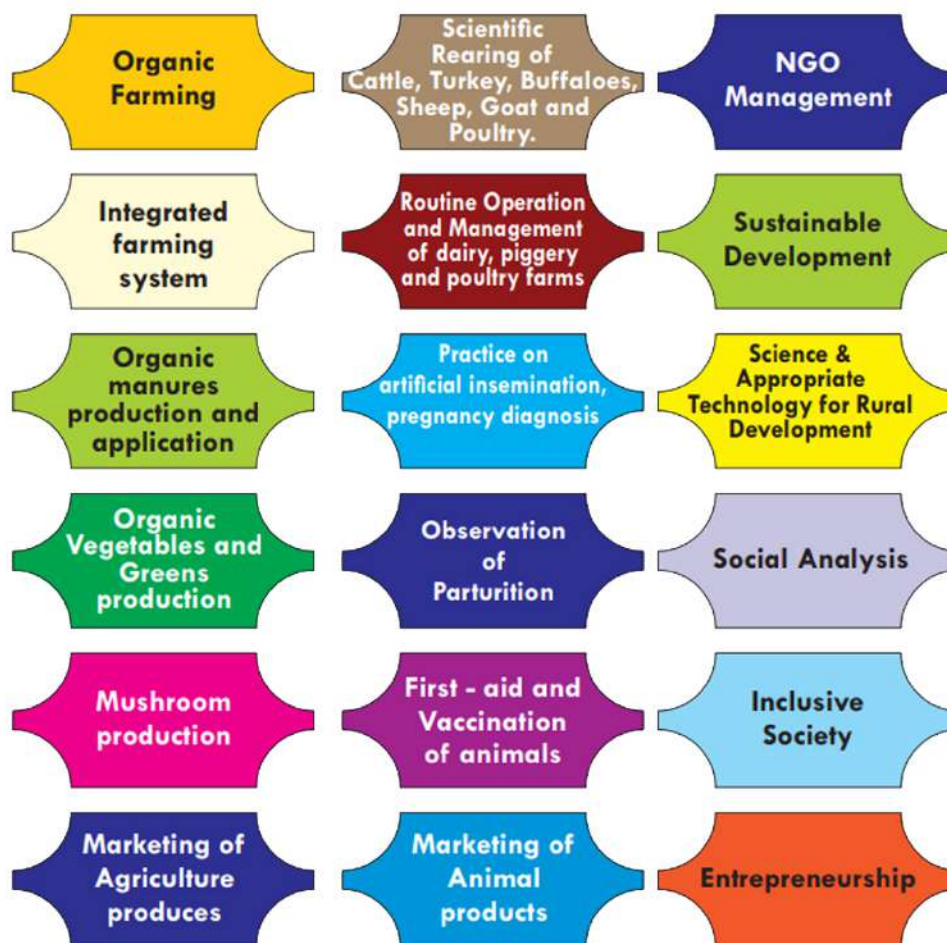 Organic
Farming
Scientific
Rearing of
Cattle, Turkey, Buffaloes,
Sheep, Goat and
Poultry.
NGO
Management
Integrated
farming
system
Routine Operation
and Management
of dairy, piggery
and poultry farms
Sustainable
Development
Organic
manures
production and
application
Practice on
artificial insemination,
pregnancy diagnosis
Science &
Appropriate
Technology for Rural
Development
Organic
Vegetables and
Greens
production
Observation
of
Parturition
Social Analysis
Mushroom
production
First - aid and
Vaccination
of animals
Inclusive
Society
Marketing of
Agriculture
produces
Marketing of
Animal
products
Entrepreneurship